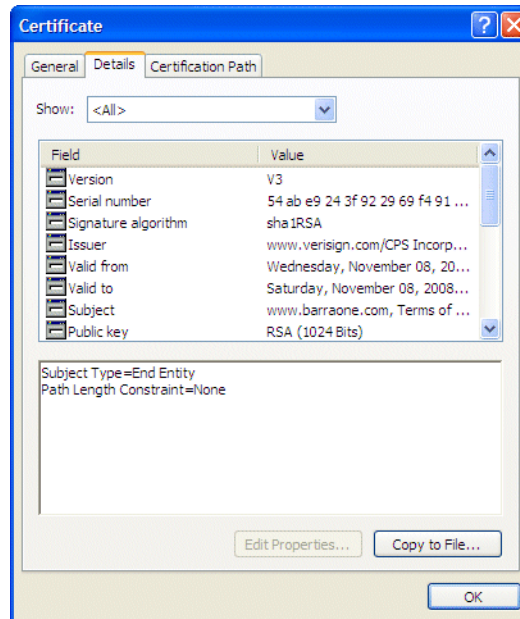 Certificate
General Details Certification Path
Show: <All>
Field Value
Version V3
Serial number 54 ab e9 24 3f 92 29 69 f4 91 ...
Signature algorithm sha1RSA
Issuer www.verisign.com/CPS Incorp...
Valid from Wednesday, November 08, 20...
Valid to Saturday, November 08, 2008...
Subject www.barraone.com, Terms of ...
Public key RSA (1024 Bits)
Subject Type=End Entity
Path Length Constraint=None
Edit Properties... Copy to File...
OK